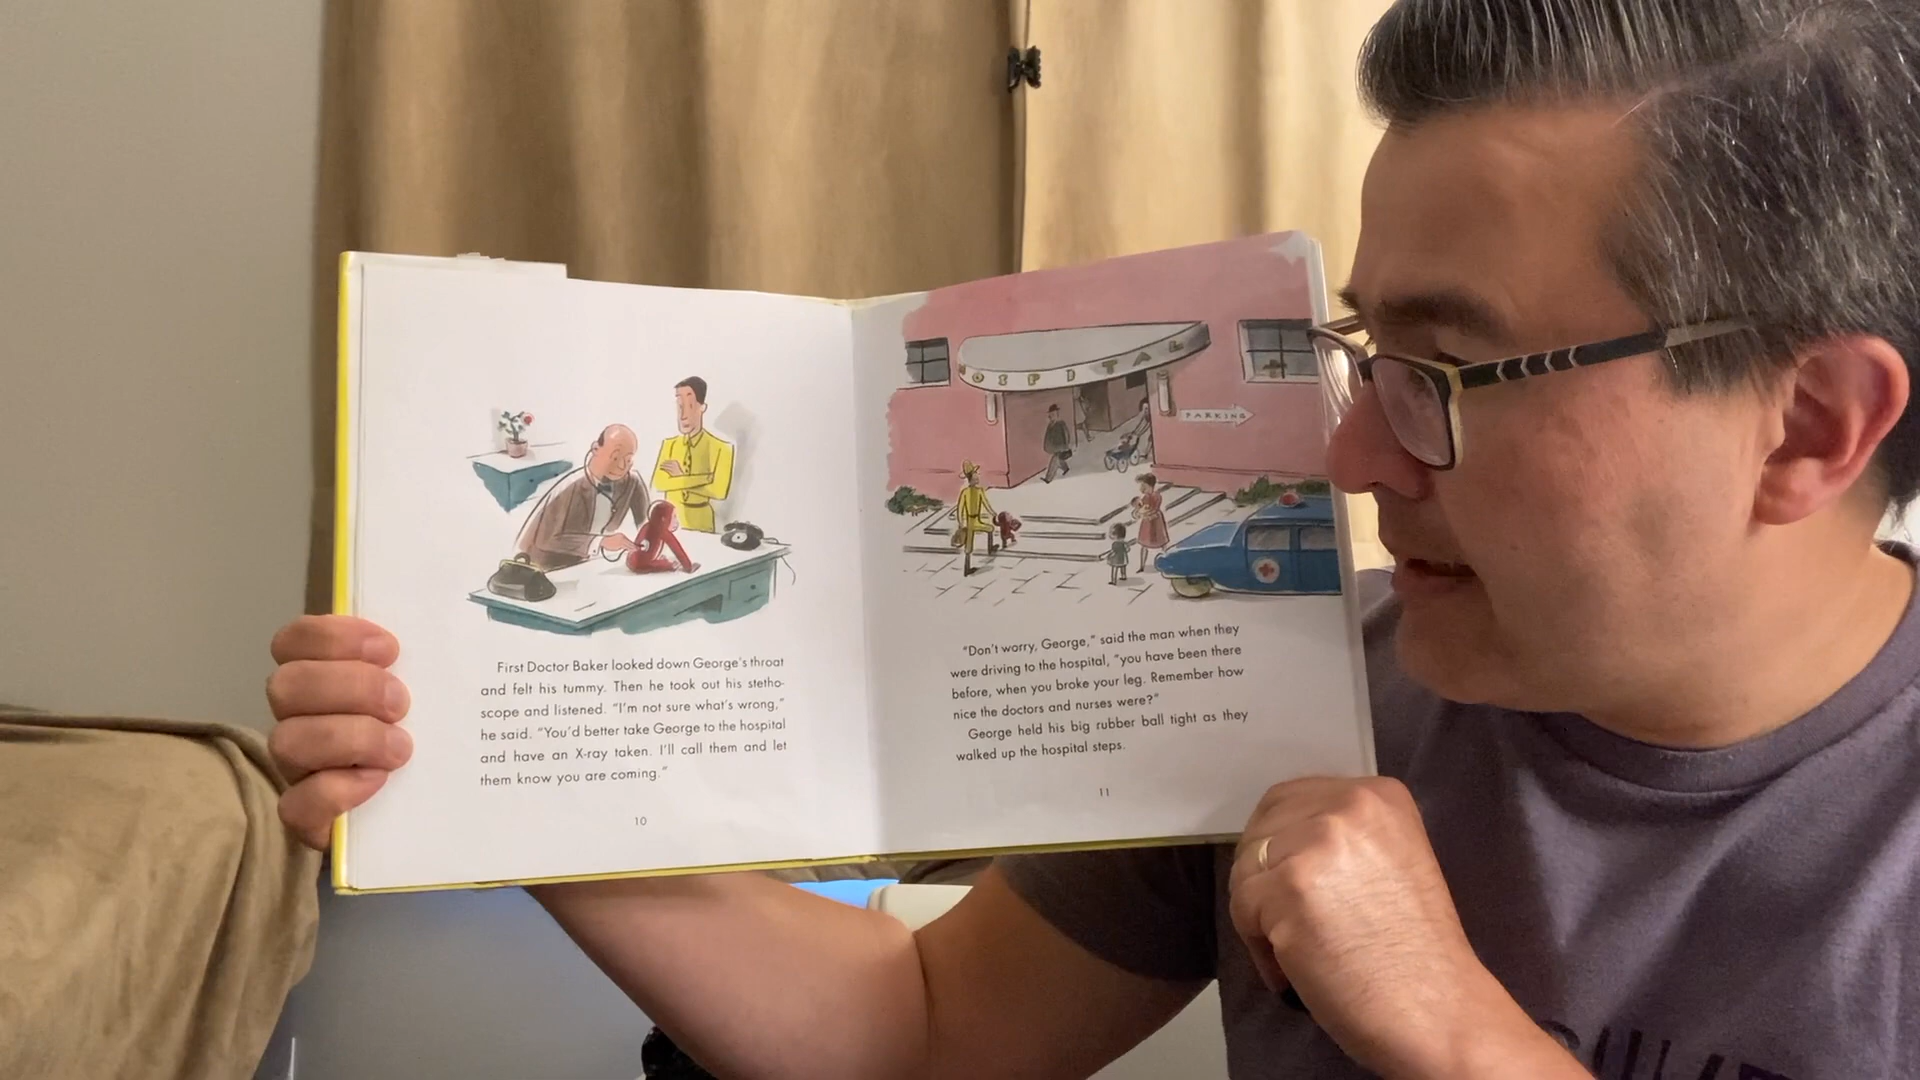 First Doctor Baker looked down George's throat
and felt his tummy. Then he took out his stetho-
scope and listened. "I'm not sure what's wrong,"
he said. "You'd better take George to the hospital
and have an X-ray taken. I'll call them and let
them know you are coming."
10
HOSPITAL
PARKING
"Don't worry, George," said the man when they
were driving to the hospital, "you have been there
before, when you broke your leg. Remember how
nice the doctors and nurses were?"
George held his big rubber ball tight as they
walked up the hospital steps.
11